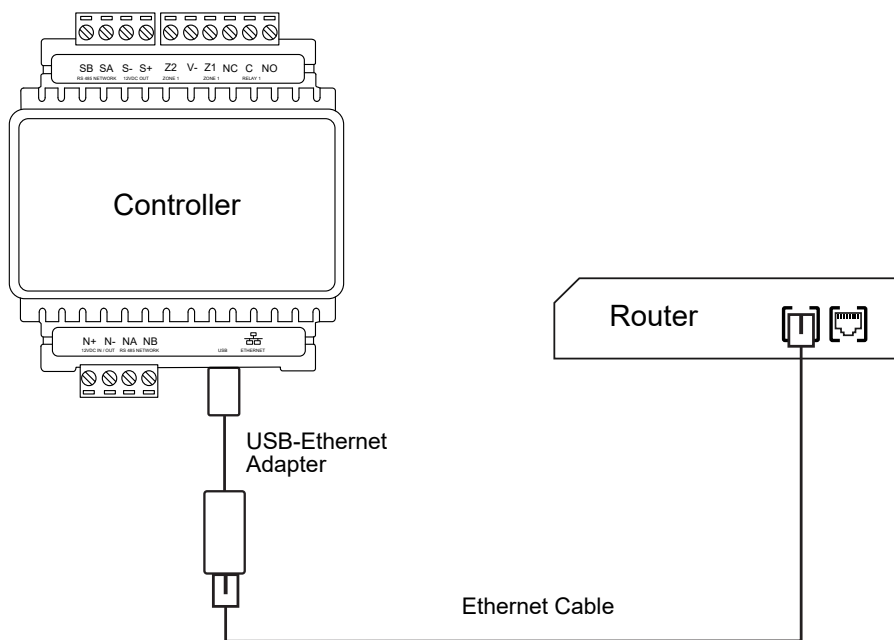 SB SA S- S+ Z2 V- Z1 NC C NO
RS-485 NETWORK 12VDC OUT ZONE 1 ZONE 1 RELAY 1
Controller
Router
N+ N- NA NB
12VDC IN / OUT RS-485 NETWORK USB ETHERNET
USB-Ethernet
Adapter
Ethernet Cable